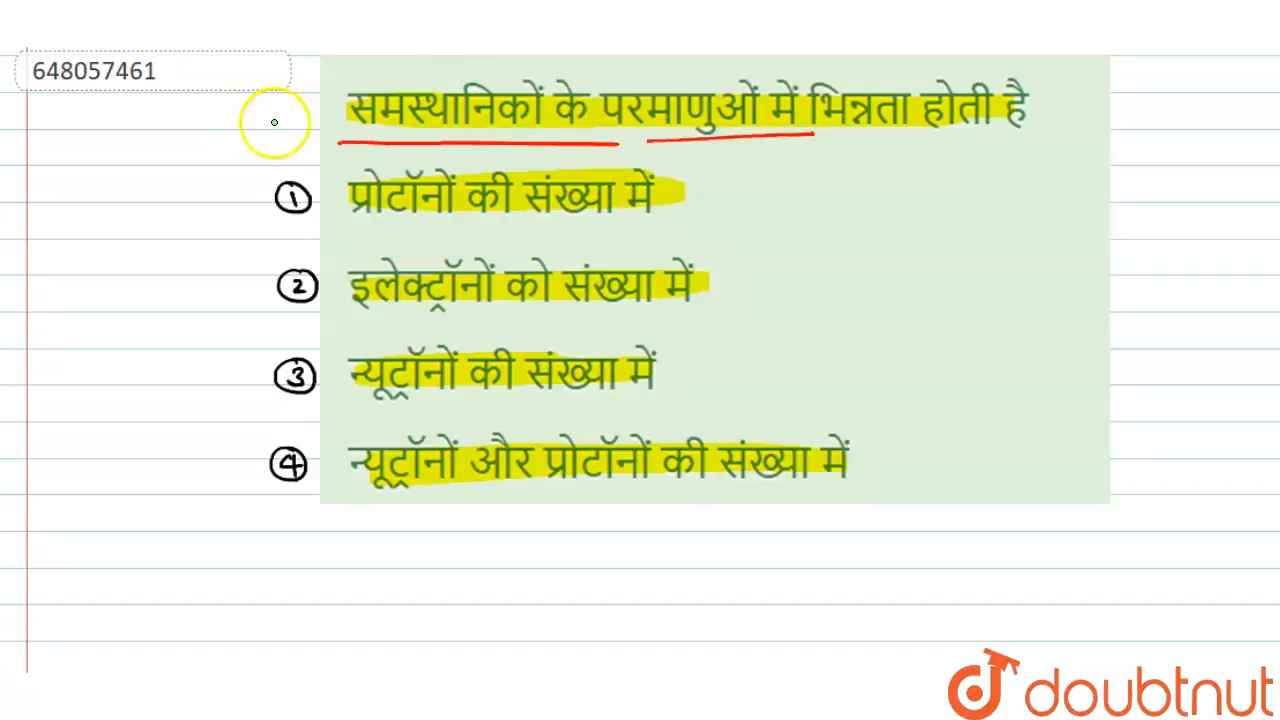 648057461
समस्थानिकों के परमाणुओं में भिन्नता होती है
① प्रोटॉनों की संख्या में
② इलेक्ट्रॉनों को संख्या में
③ न्यूट्रॉनों की संख्या में
④ न्यूट्रॉनों और प्रोटॉनों की संख्या में
doubtnut